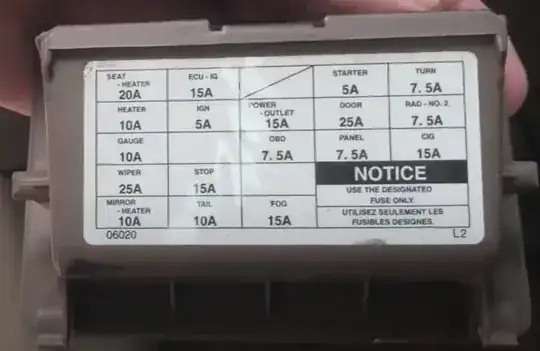 SEAT - HEATER 20A
ECU - IG 15A
STARTER 5A
TURN 7. 5A
HEATER 10A
IGN 5A
POWER - OUTLET 15A
DOOR 25A
RAD - NO. 2 7. 5A
GAUGE 10A
OBD 7. 5A
PANEL 7. 5A
CIG 15A
WIPER 25A
STOP 15A
NOTICE
USE THE DESIGNATED
FUSE ONLY.
MIRROR - HEATER 10A
TAIL 10A
FOG 15A
UTILISEZ SEULEMENT LES
FUSIBLES DESIGNES.
06020
L2